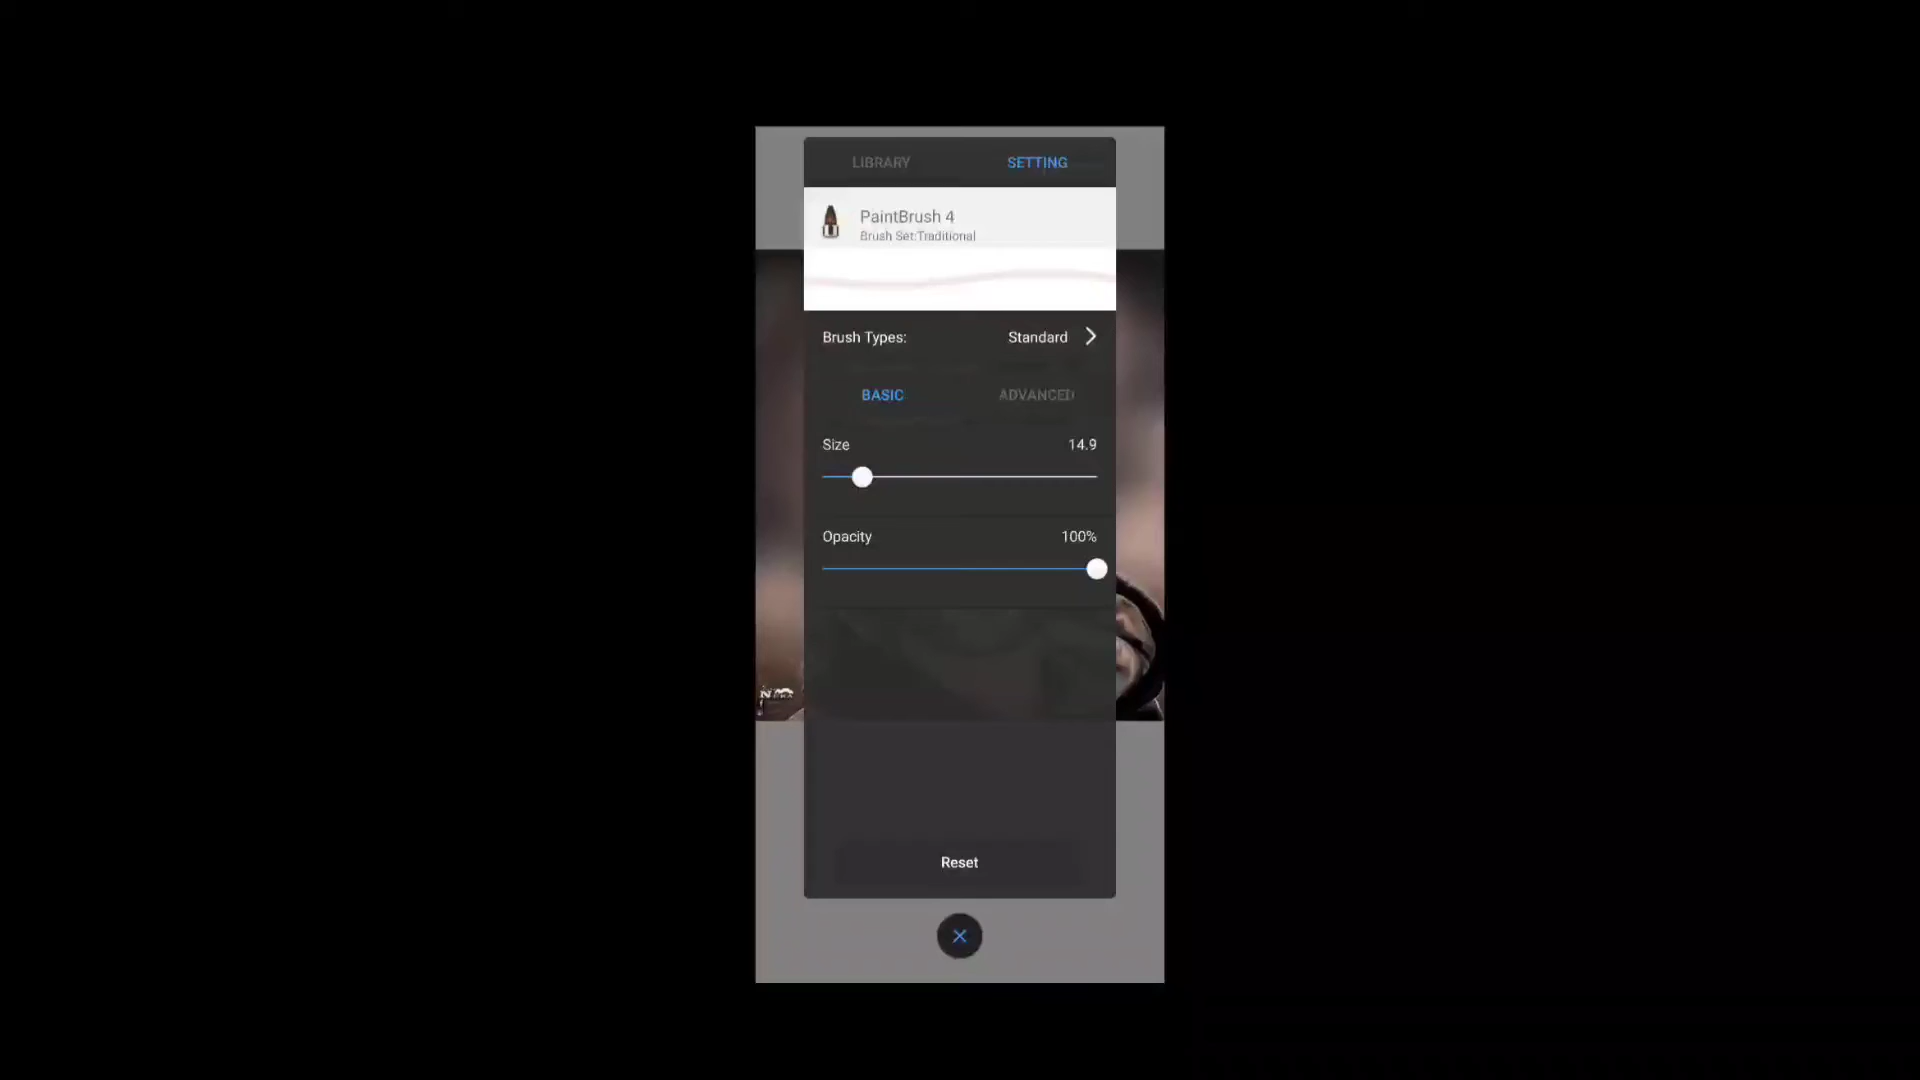 LIBRARY SETTING
PaintBrush 4
Brush Set:Traditional
Brush Types: Standard
BASIC ADVANCED
Size 14.9
Opacity 100%
Reset